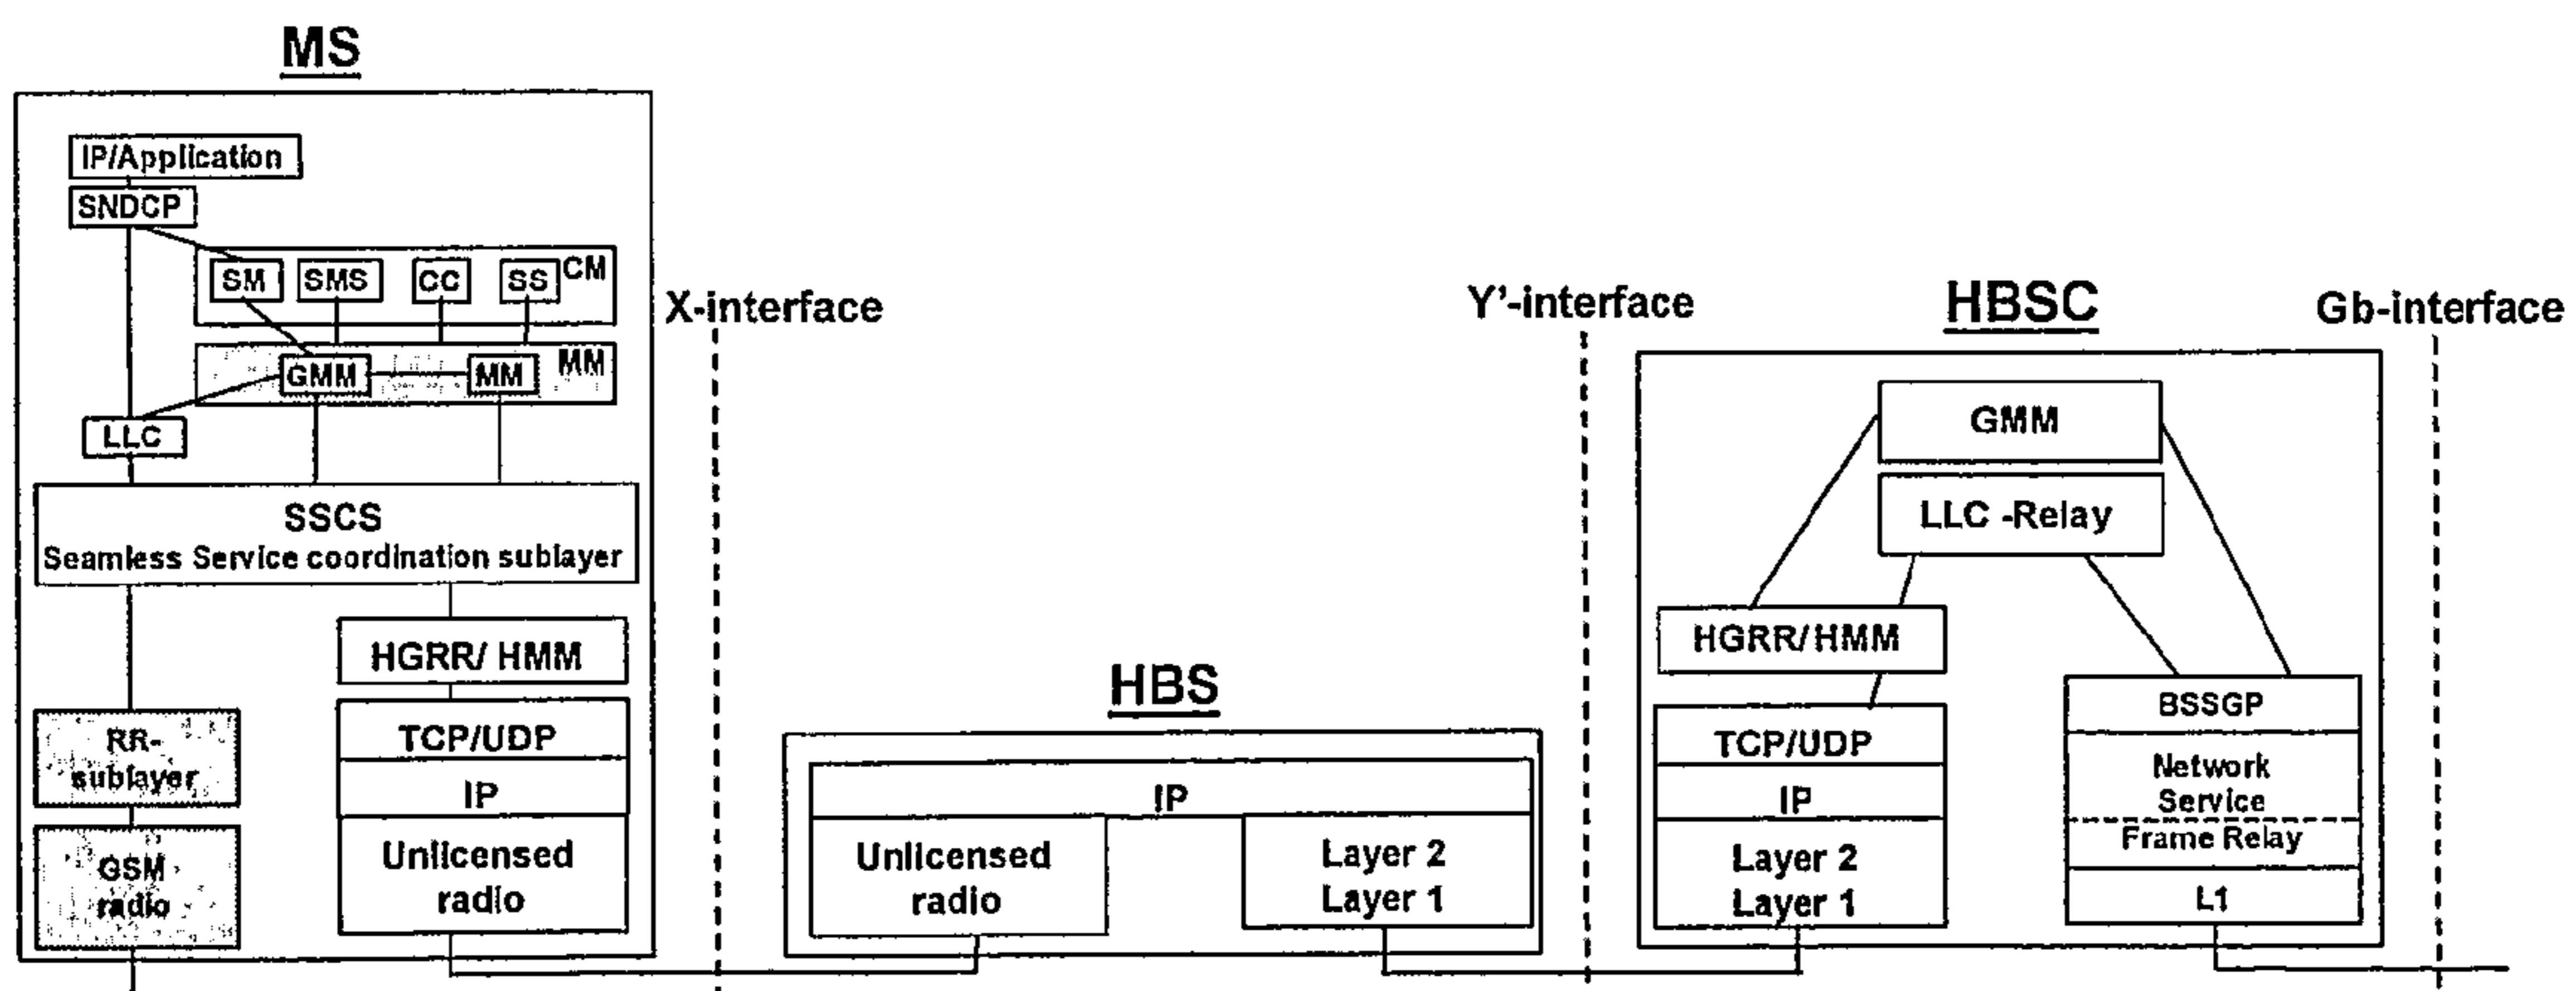 MS
IP/Application
SNDCP
SM SMS CC SS CM
GMM MM MM
LLC
SSCS
Seamless Service coordination sublayer
HGRR/ HMM
RR-
sublayer
TCP/UDP
IP
GSM
radio
Unlicensed
radio
X-interface
HBS
IP
Unlicensed
radio
Layer 2
Layer 1
Y'-interface
HBSC
GMM
LLC -Relay
HGRR/HMM
TCP/UDP
IP
Layer 2
Layer 1
BSSGP
Network
Service
Frame Relay
L1
Gb-interface